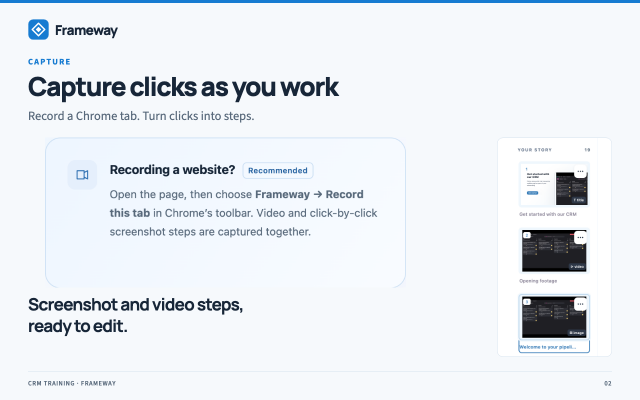 Frameway
CAPTURE
Capture clicks as you work
Record a Chrome tab. Turn clicks into steps.
Recording a website? Recommended
Open the page, then choose Frameway → Record
this tab in Chrome's toolbar. Video and click-by-click
screenshot steps are captured together.
Screenshot and video steps,
ready to edit.
YOUR STORY
Get started with our CRM
video
Opening footage
image
Welcome to your pipeli...
CRM TRAINING · FRAMEWAY 02